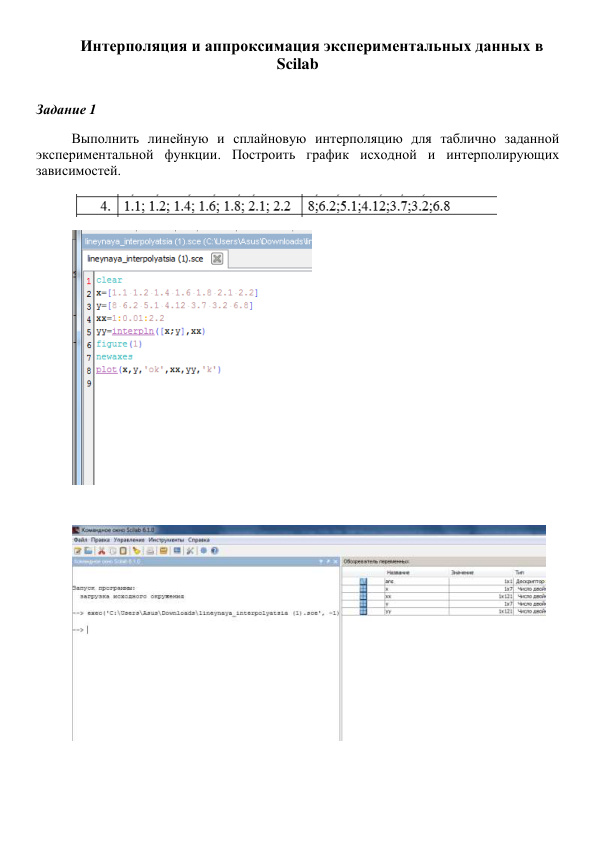 Интерполяция и аппроксимация экспериментальных данных в
Scilab
Задание 1
Выполнить линейную и сплайновую интерполяцию для таблично заданной
экспериментальной функции. Построить график исходной и интерполирующих
зависимостей.
4. 1.1; 1.2; 1.4; 1.6; 1.8; 2.1; 2.2 8;6.2;5.1;4.12;3.7;3.2;6.8
lineynaya_interpolyatsia (1).sce (C:\Users\Asus\Downloads\lin
lineynaya_interpolyatsia (1).sce
1 clear
2 x=[1.1 1.2 1.4 1.6 1.8 2.1 2.2]
3 y=[8 6.2 5.1 4.12 3.7 3.2 6.8]
4 xx=1:0.01:2.2
5 yy=interpln([x;y],xx)
6 figure(1)
7 newaxes
8 plot(x,y,'ok',xx,yy,'k')
9
Командное окно Scilab 6.1.0
Файл Правка Управление Инструменты Справка
Командное окно Scilab 6.1.0 Обозреватель переменных
Название Значение Тип
Запуск программы:
загрузка исходного окружения
--> exec('C:\Users\Asus\Downloads\lineynaya_interpolyatsia (1).sce', -1)
-->
ans 1x1 Дескриптор
x 1x7 Число двой
xx 1x121 Число двой
y 1x7 Число двой
yy 1x121 Число двой